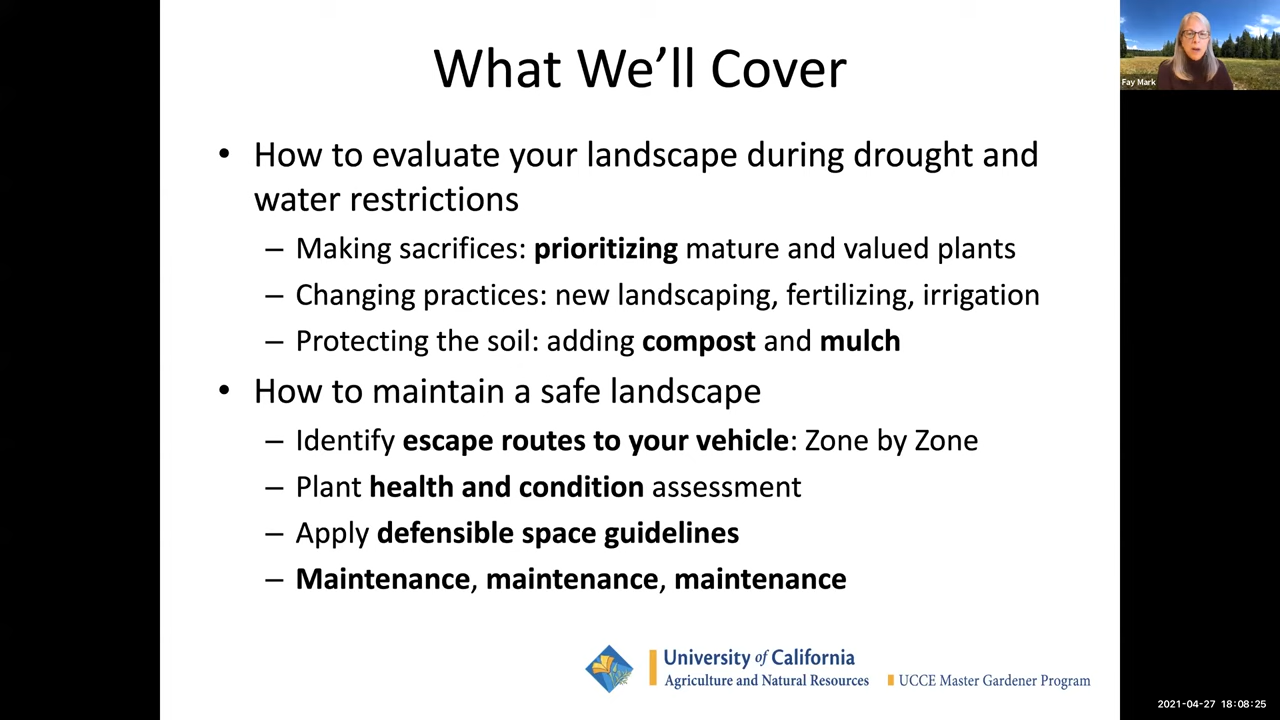 What We'll Cover
Fay Mark
• How to evaluate your landscape during drought and
water restrictions
– Making sacrifices: prioritizing mature and valued plants
– Changing practices: new landscaping, fertilizing, irrigation
– Protecting the soil: adding compost and mulch
• How to maintain a safe landscape
– Identify escape routes to your vehicle: Zone by Zone
– Plant health and condition assessment
– Apply defensible space guidelines
– Maintenance, maintenance, maintenance
University of California
Agriculture and Natural Resources
UCCE Master Gardener Program
2021-04-27 18:08:25